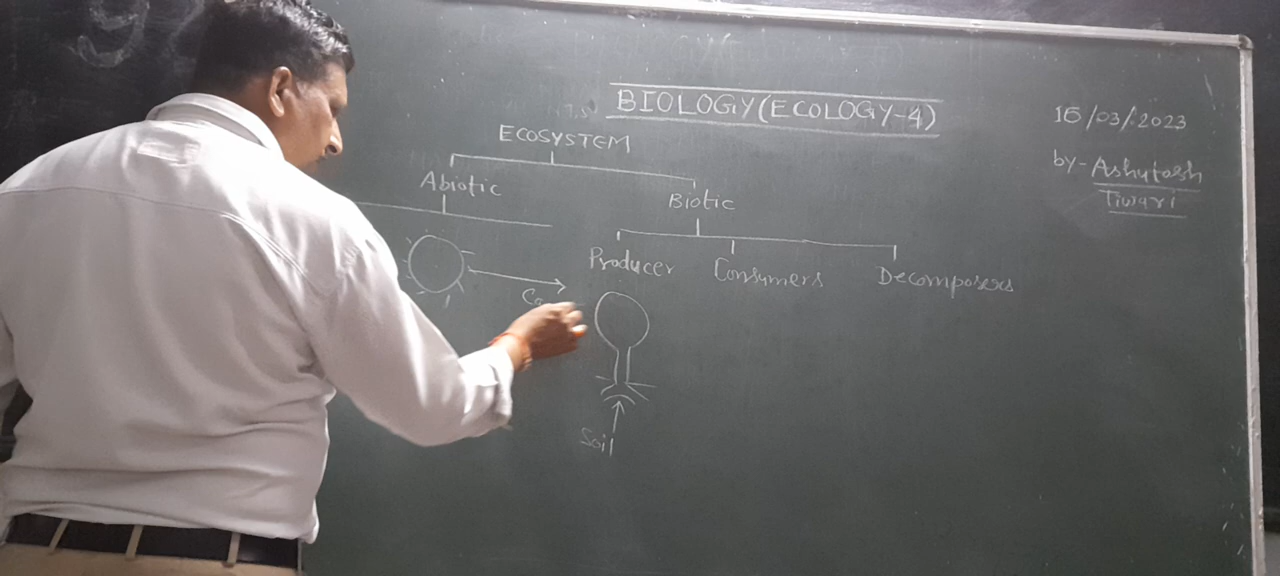 BIOLOGY (ECOLOGY-4)
16/03/2023
by- Ashutosh
Tiwari
ECOSYSTEM
Abiotic
Biotic
Producer
Consumers
Decomposers
Soil